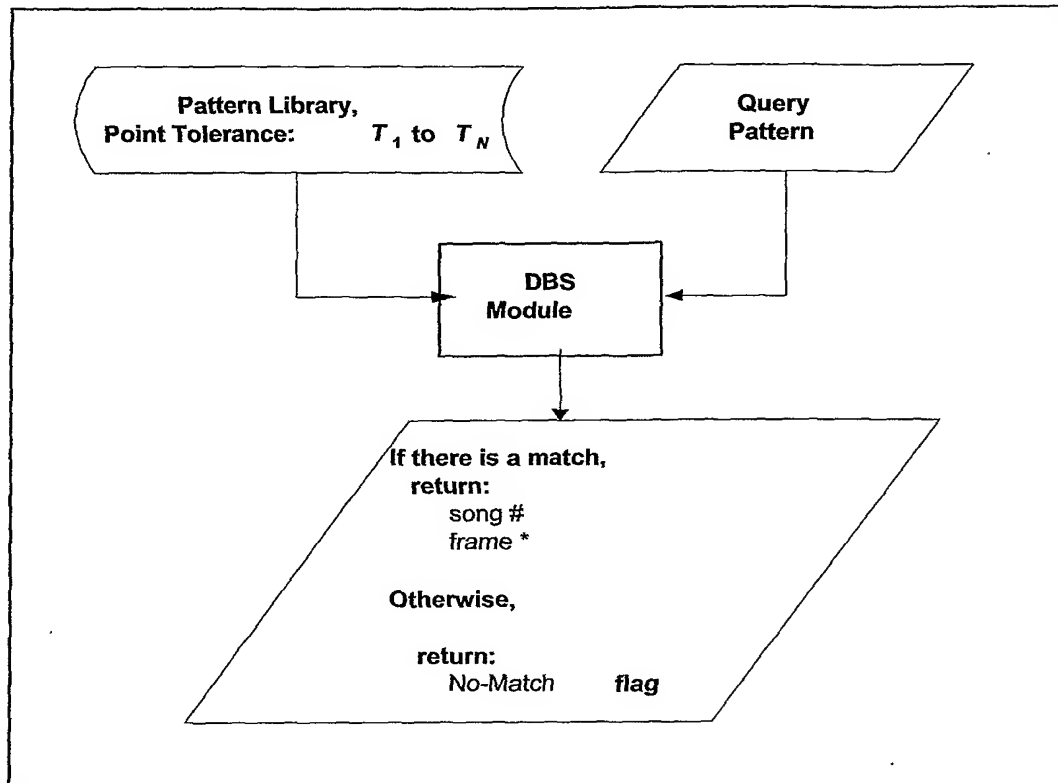 Pattern Library,
Point Tolerance: T1 to TN
Query
Pattern
DBS
Module
If there is a match,
return:
song #
frame *
Otherwise,
return:
No-Match flag